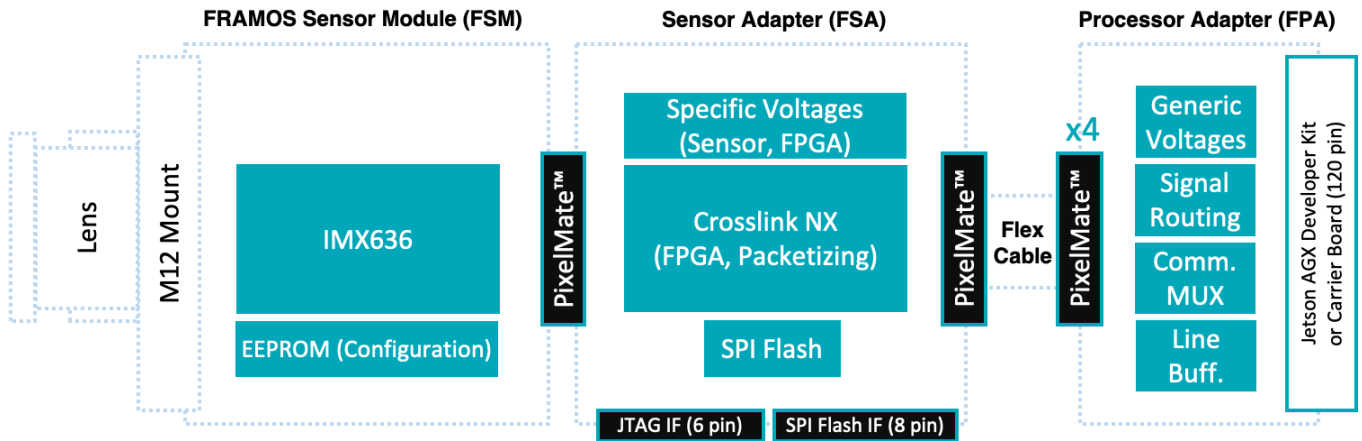 FRAMOS Sensor Module (FSM)
Sensor Adapter (FSA)
Processor Adapter (FPA)
Lens
M12 Mount
IMX636
EEPROM (Configuration)
PixelMate™
Specific Voltages
(Sensor, FPGA)
Crosslink NX
(FPGA, Packetizing)
SPI Flash
JTAG IF (6 pin)
SPI Flash IF (8 pin)
PixelMate™
Flex
Cable
x4
PixelMate™
Generic
Voltages
Signal
Routing
Comm.
MUX
Line
Buff.
Jetson AGX Developer Kit
or Carrier Board (120 pin)